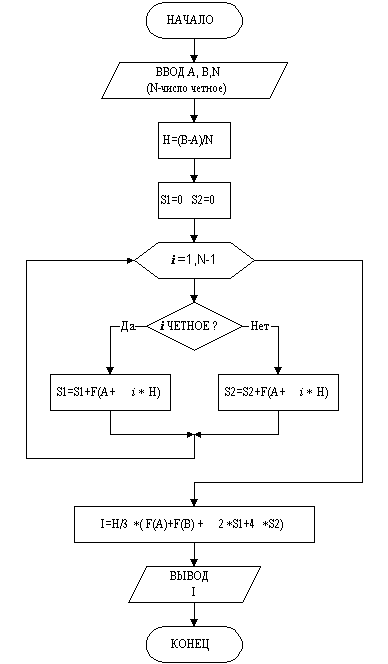 НАЧАЛО
ВВОД A, B,N
(N-число четное)
H=(B-A)/N
S1=0 S2=0
i =1,N-1
i ЧЕТНОЕ ?
Да
Нет
S1=S1+F(A+ i * H)
S2=S2+F(A+ i * H)
I=H/3 *( F(A)+F(B) + 2 *S1+4 *S2)
ВЫВОД
I
КОНЕЦ